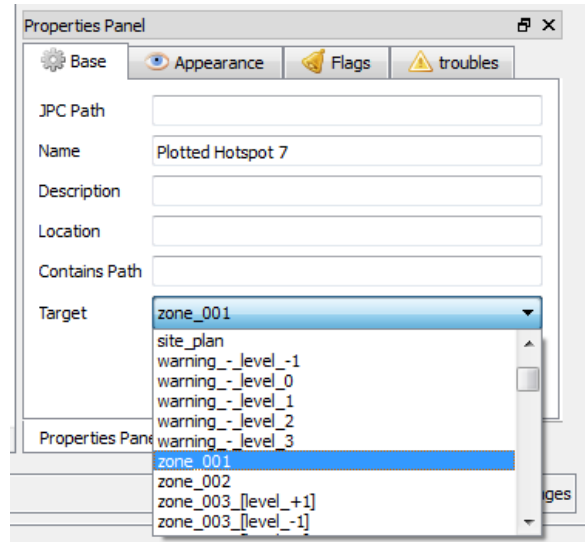 Properties Panel
Base
Appearance
Flags
troubles
JPC Path
Name
Plotted Hotspot 7
Description
Location
Contains Path
Target
zone_001
site_plan
warning_-_level_-1
warning_-_level_0
warning_-_level_1
warning_-_level_2
warning_-_level_3
zone_001
zone_002
zone_003_[level_+1]
zone_003_[level_-1]
Properties Pane
ges